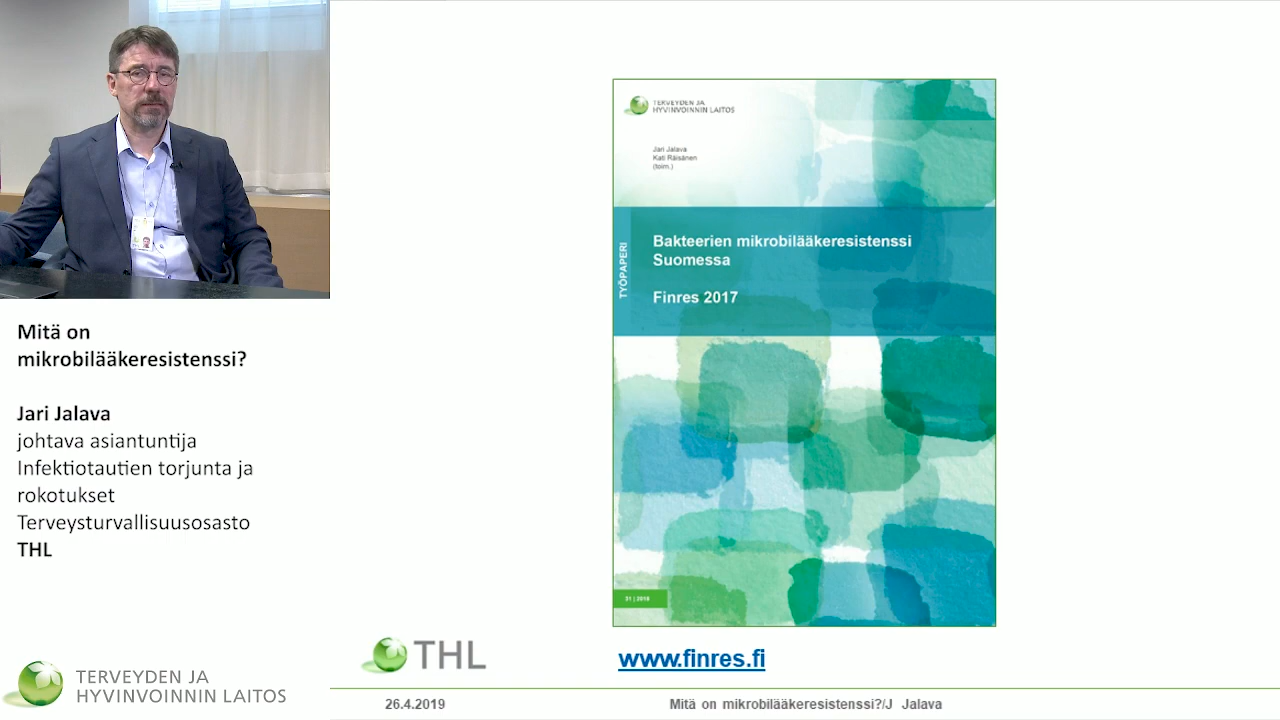 Mitä on
mikrobilääkeresistenssi?
Jari Jalava
johtava asiantuntija
Infektiotautien torjunta ja
rokotukset
Terveysturvallisuusosasto
THL
TERVEYDEN JA
HYVINVOINNIN LAITOS
TERVEYDEN JA
HYVINVOINNIN LAITOS
Jari Jalava
Kati Räisänen
(toim.)
TYÖPAPERI
Bakteerien mikrobilääkeresistenssi
Suomessa
Finres 2017
31 | 2018
THL
www.finres.fi
26.4.2019
Mitä on mikrobilääkeresistenssi?/J Jalava